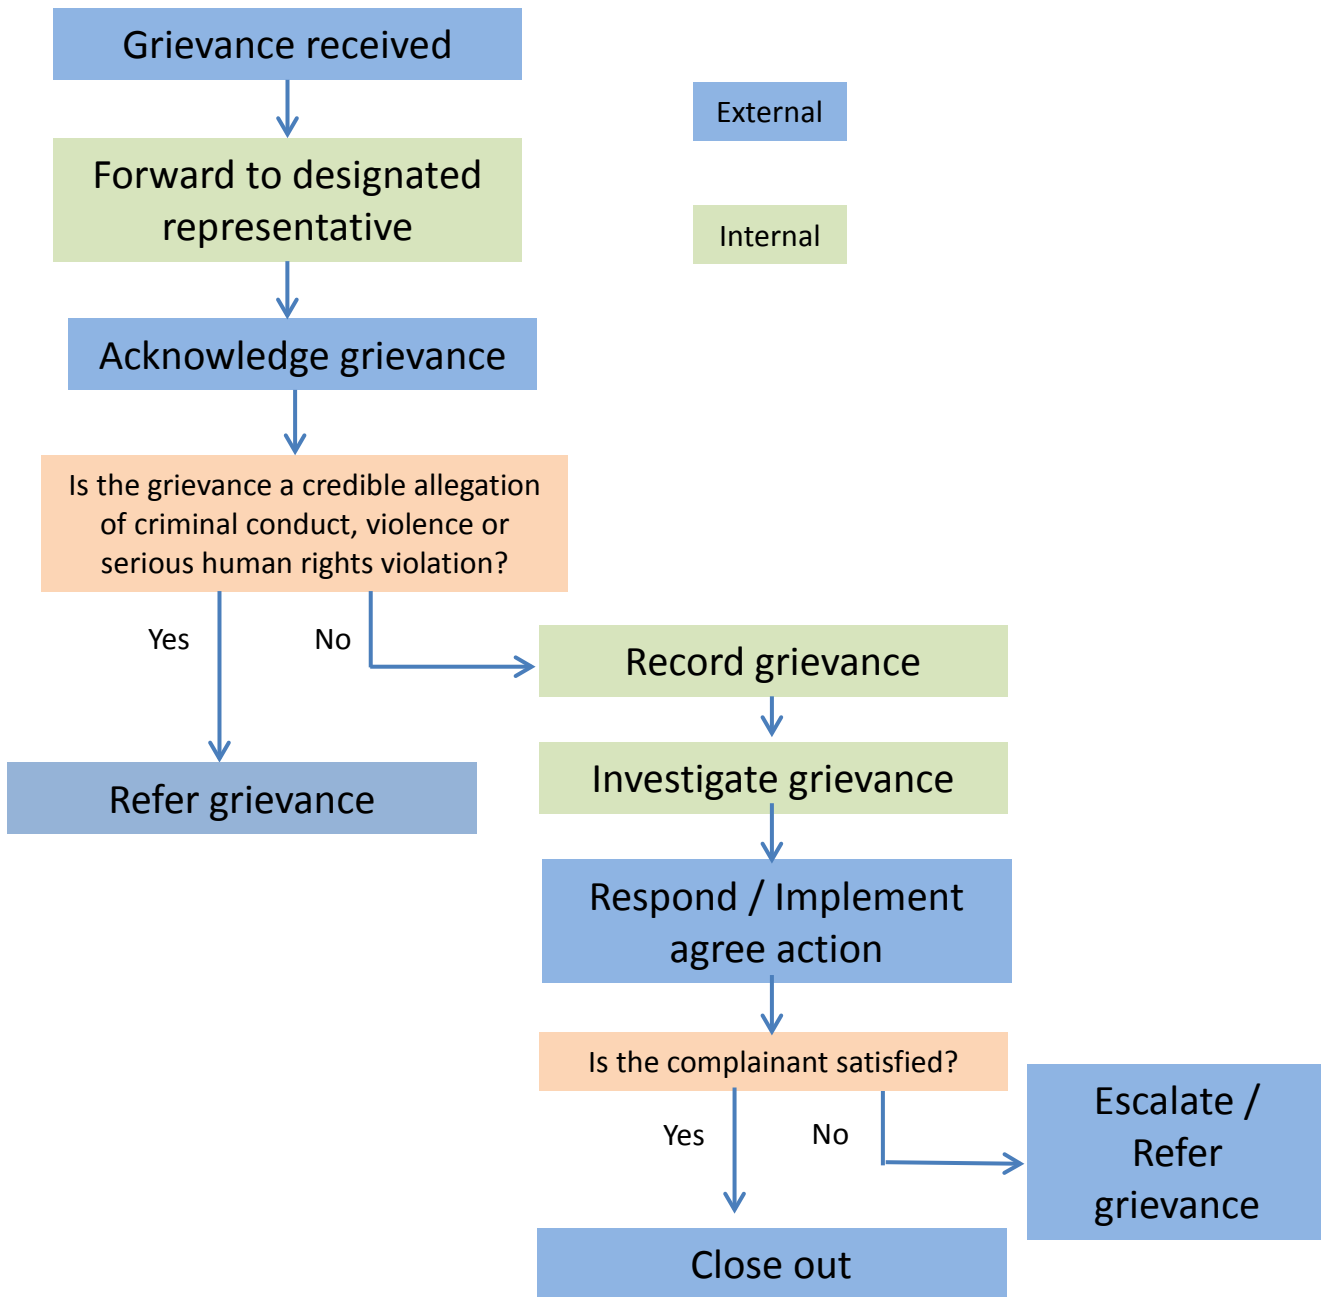 Grievance received
External
Forward to designated
representative
Internal
Acknowledge grievance
Is the grievance a credible allegation
of criminal conduct, violence or
serious human rights violation?
Yes
No
Record grievance
Refer grievance
Investigate grievance
Respond / Implement
agree action
Is the complainant satisfied?
Yes
No
Escalate /
Refer
grievance
Close out